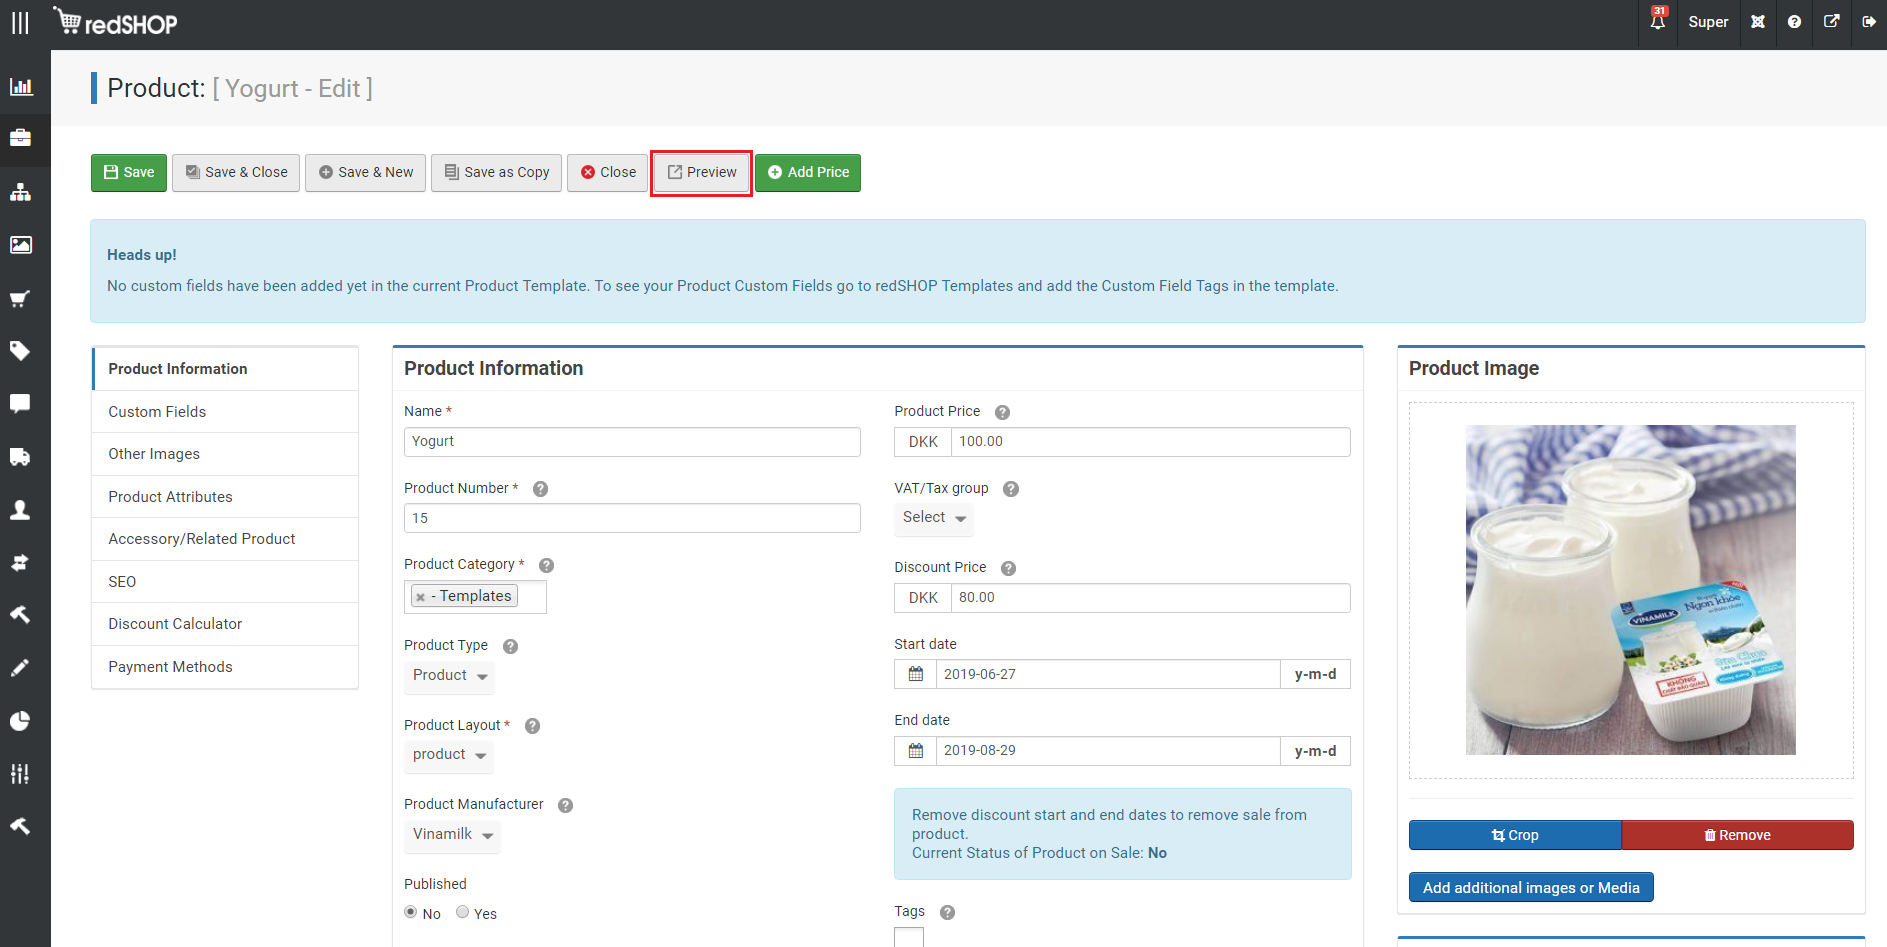 redSHOP
31
Super
Product: [ Yogurt - Edit ]
Save
Save & Close
Save & New
Save as Copy
Close
Preview
Add Price
Heads up!
No custom fields have been added yet in the current Product Template. To see your Product Custom Fields go to redSHOP Templates and add the Custom Field Tags in the template.
Product Information
Custom Fields
Other Images
Product Attributes
Accessory/Related Product
SEO
Discount Calculator
Payment Methods
Product Information
Name *
Yogurt
Product Number *
15
Product Category *
- Templates
Product Type
Product
Product Layout *
product
Product Manufacturer
Vinamilk
Published
No
Yes
Product Price
DKK 100.00
VAT/Tax group
Select
Discount Price
DKK 80.00
Start date
2019-06-27 y-m-d
End date
2019-08-29 y-m-d
Remove discount start and end dates to remove sale from
product.
Current Status of Product on Sale: No
Tags
Product Image
VINAMILK
Ngon khỏe
KHÔNG
Crop
Remove
Add additional images or Media